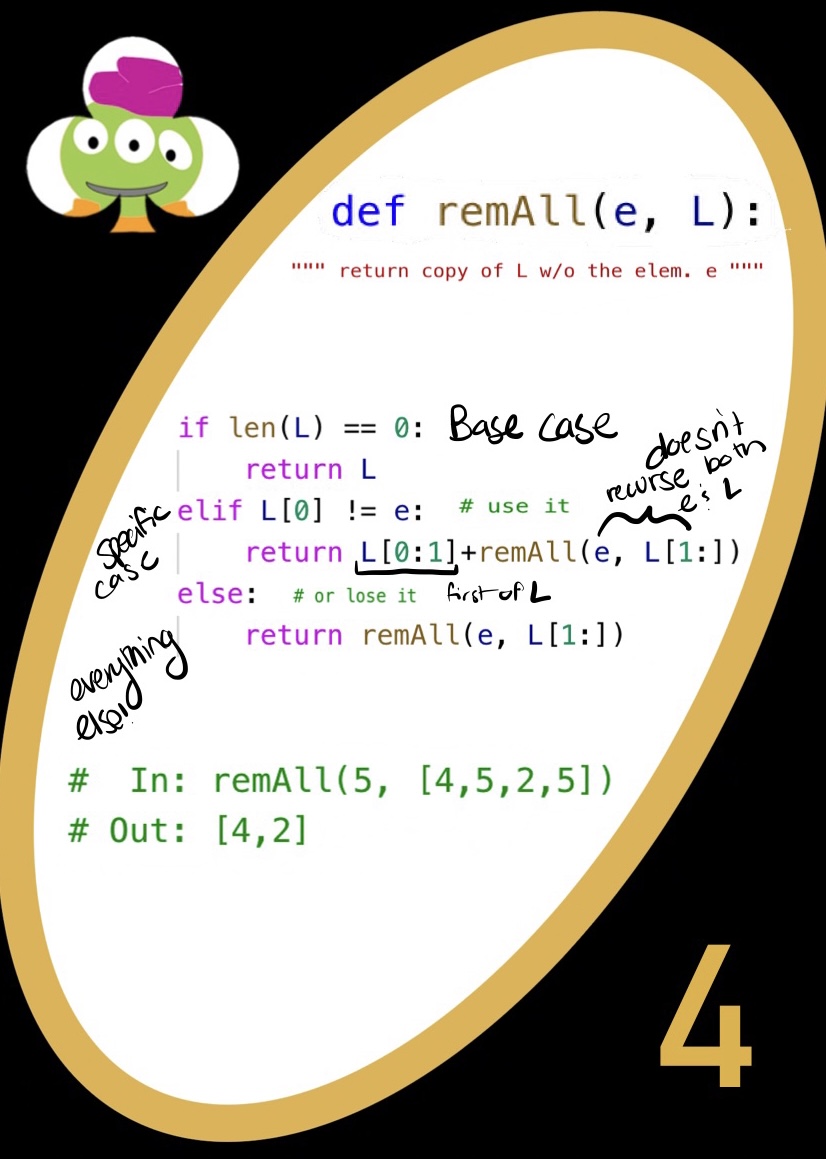 def remAll(e, L):
""" return copy of L w/o the elem. e """
if len(L) == 0: Base case
return L
elif L[0] != e: # use it
specific
case
doesn't
recurse both
e & L
return L[0:1]+remAll(e, L[1:])
else: # or lose it first of L
return remAll(e, L[1:])
everything
else!
# In: remAll(5, [4,5,2,5])
# Out: [4,2]
4